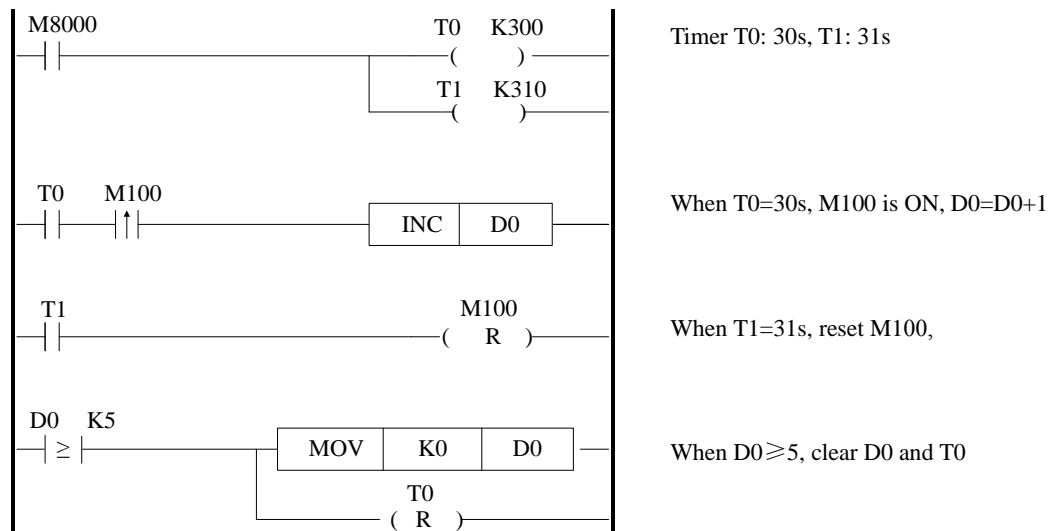 M8000
T0 K300
Timer T0: 30s, T1: 31s
T1 K310
T0 M100
INC D0
When T0=30s, M100 is ON, D0=D0+1
T1
M100
R
When T1=31s, reset M100,
D0 K5
≥
MOV K0 D0
When D0≥5, clear D0 and T0
T0
R